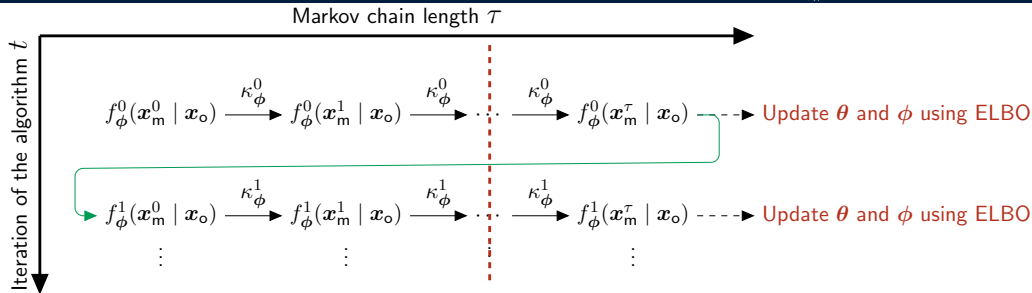 Markov chain length τ
Iteration of the algorithm t
κ⁰_ϕ κ⁰_ϕ κ⁰_ϕ
f⁰_ϕ(x⁰_m | x_o) f⁰_ϕ(x¹_m | x_o) ⋯ f⁰_ϕ(x^τ_m | x_o) Update θ and ϕ using ELBO
κ¹_ϕ κ¹_ϕ κ¹_ϕ
f¹_ϕ(x⁰_m | x_o) f¹_ϕ(x¹_m | x_o) ⋯ f¹_ϕ(x^τ_m | x_o) Update θ and ϕ using ELBO
⋮ ⋮ ⋮ ⋮